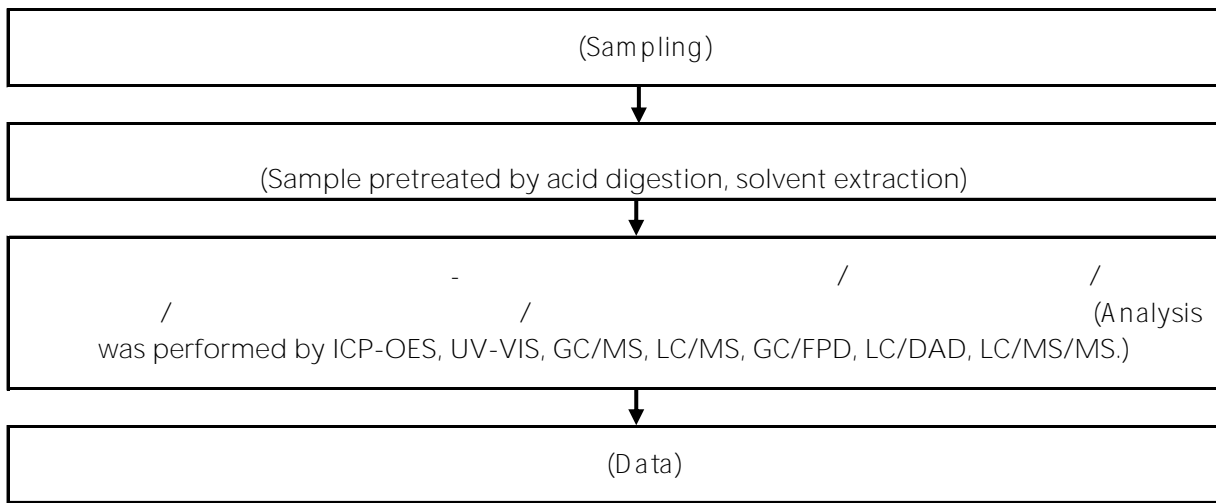 (Sampling)
(Sample pretreated by acid digestion, solvent extraction)
- / /
/ / (Analysis
was performed by ICP-OES, UV-VIS, GC/MS, LC/MS, GC/FPD, LC/DAD, LC/MS/MS.)
(Data)